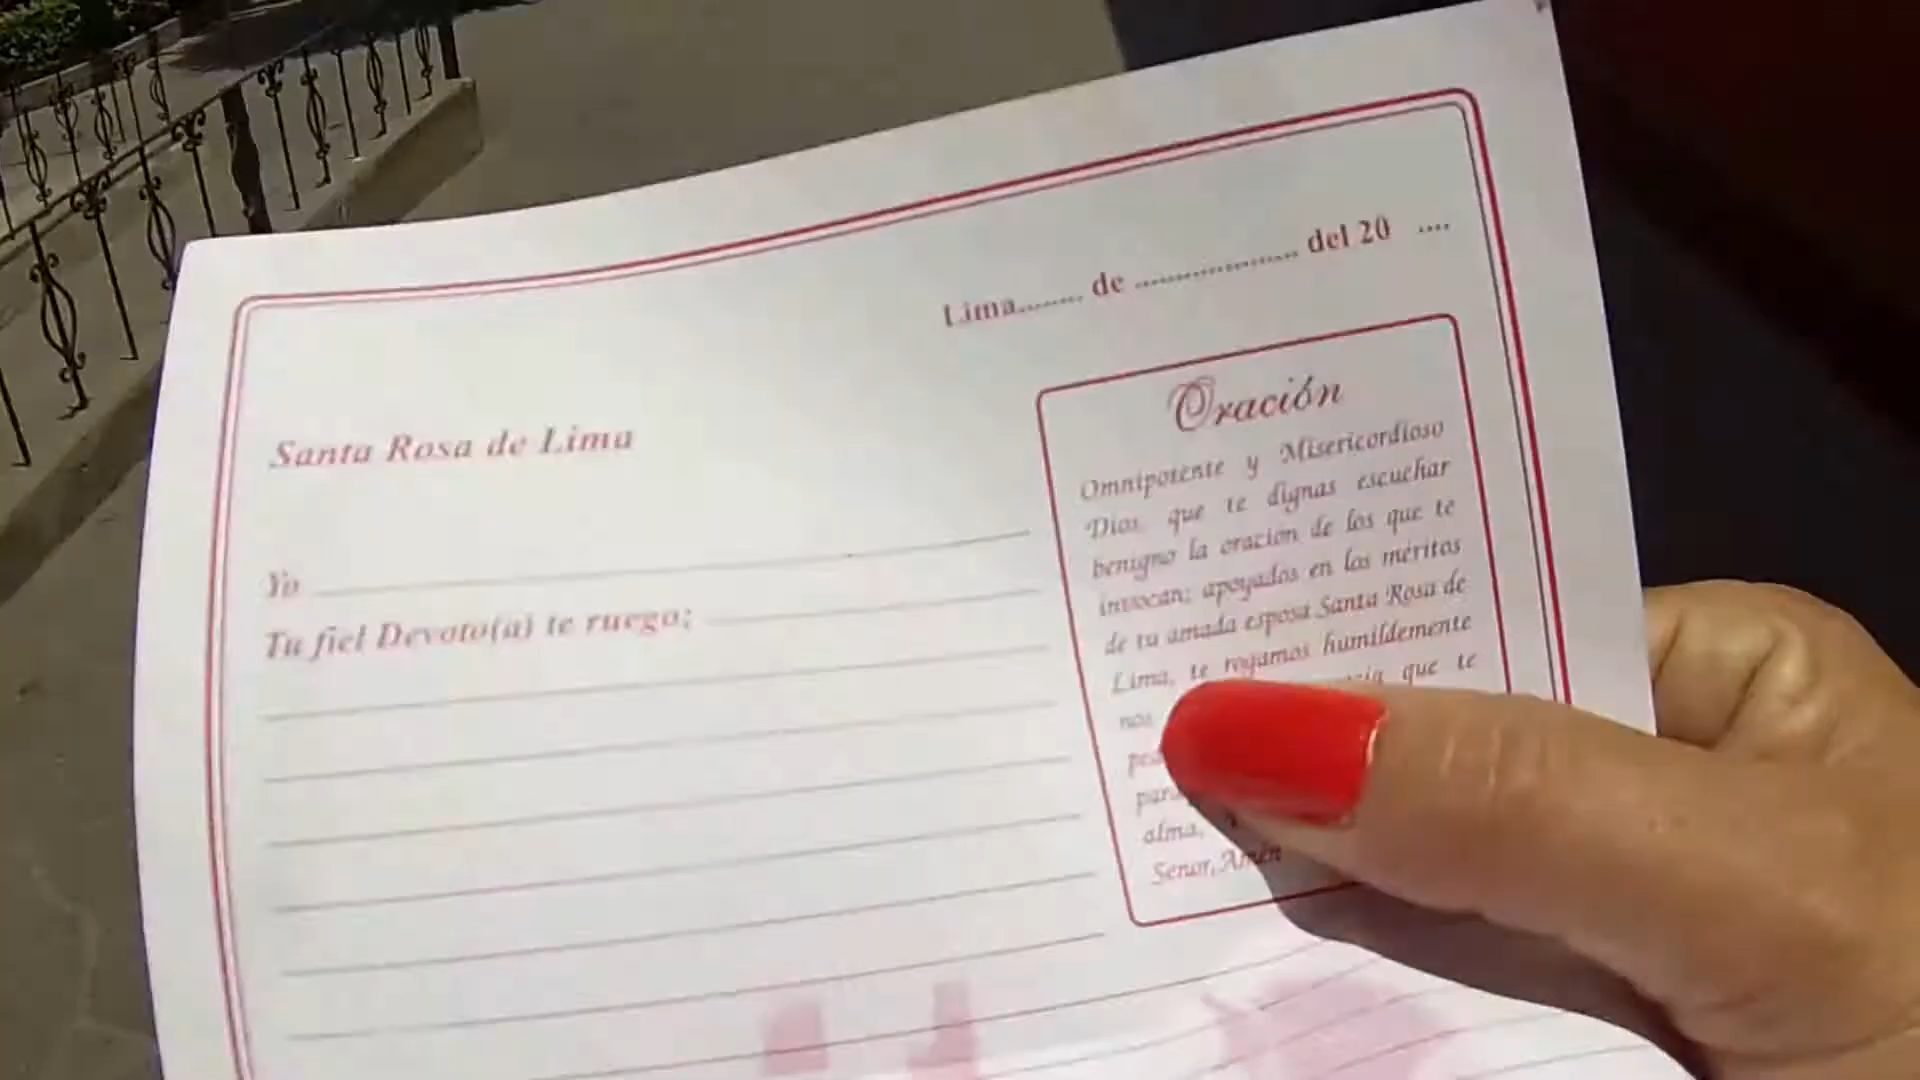 Lima........ de ...................... del 20 ....
Santa Rosa de Lima
Yo
Tu fiel Devoto(a) te ruego;
Oración
Omnipotente y Misericordioso
Dios, que te dignas escuchar
benigno la oración de los que te
invocan; apoyados en los méritos
de tu amada esposa Santa Rosa de
Lima, te rogamos humildemente
nos que te
alma,
Señor, Amén